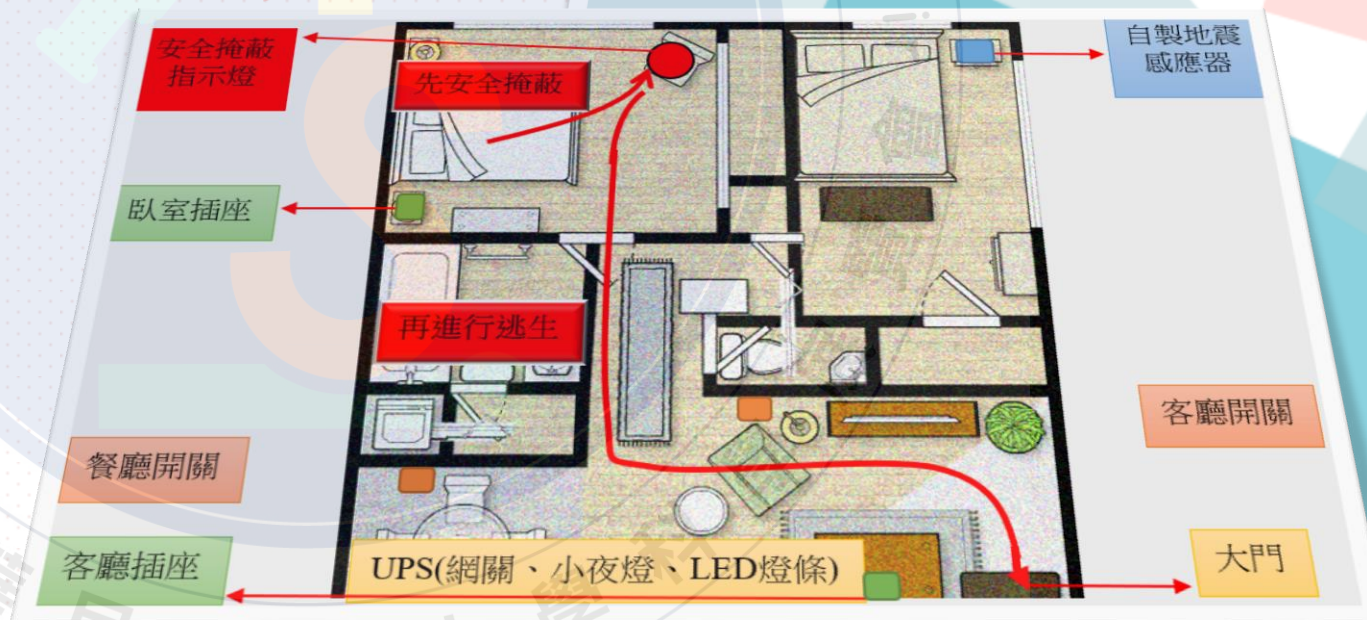 安全掩蔽
指示燈
先安全掩蔽
自製地震
感應器
臥室插座
再進行逃生
客廳開關
餐廳開關
客廳插座
UPS(網關、小夜燈、LED燈條)
大門